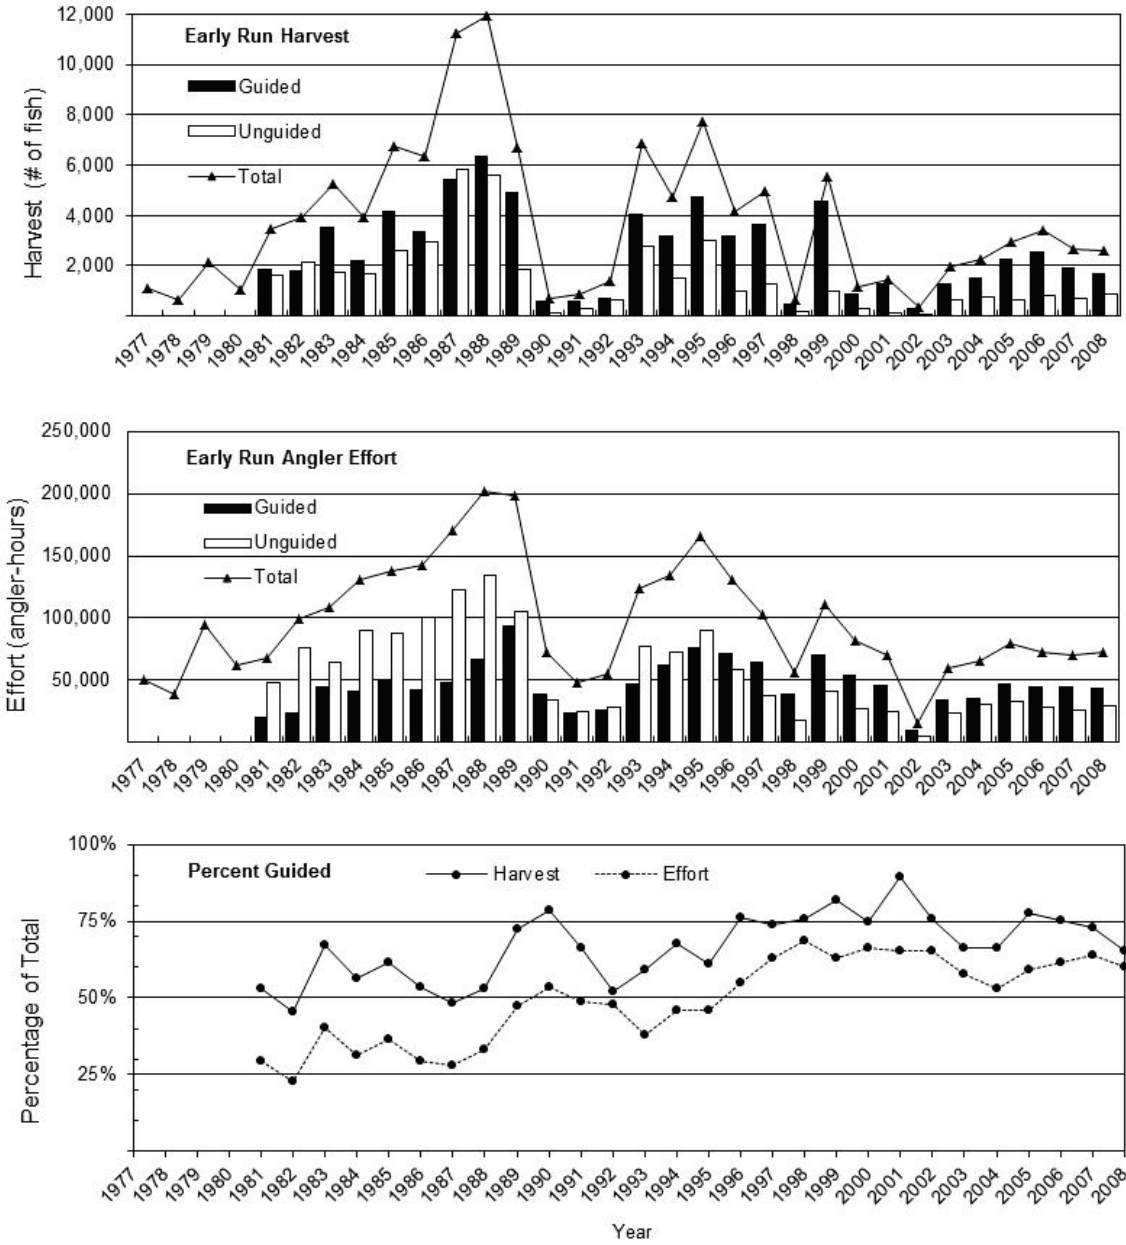 12,000
10,000
8,000
6,000
4,000
2,000
Harvest (# of fish)
Early Run Harvest
Guided
Unguided
Total
1977 1978 1979 1980 1981 1982 1983 1984 1985 1986 1987 1988 1989 1990 1991 1992 1993 1994 1995 1996 1997 1998 1999 2000 2001 2002 2003 2004 2005 2006 2007 2008
250,000
200,000
150,000
100,000
50,000
Effort (angler-hours)
Early Run Angler Effort
Guided
Unguided
Total
1977 1978 1979 1980 1981 1982 1983 1984 1985 1986 1987 1988 1989 1990 1991 1992 1993 1994 1995 1996 1997 1998 1999 2000 2001 2002 2003 2004 2005 2006 2007 2008
100%
75%
50%
25%
Percentage of Total
Percent Guided
Harvest
Effort
1977 1978 1979 1980 1981 1982 1983 1984 1985 1986 1987 1988 1989 1990 1991 1992 1993 1994 1995 1996 1997 1998 1999 2000 2001 2002 2003 2004 2005 2006 2007 2008
Year